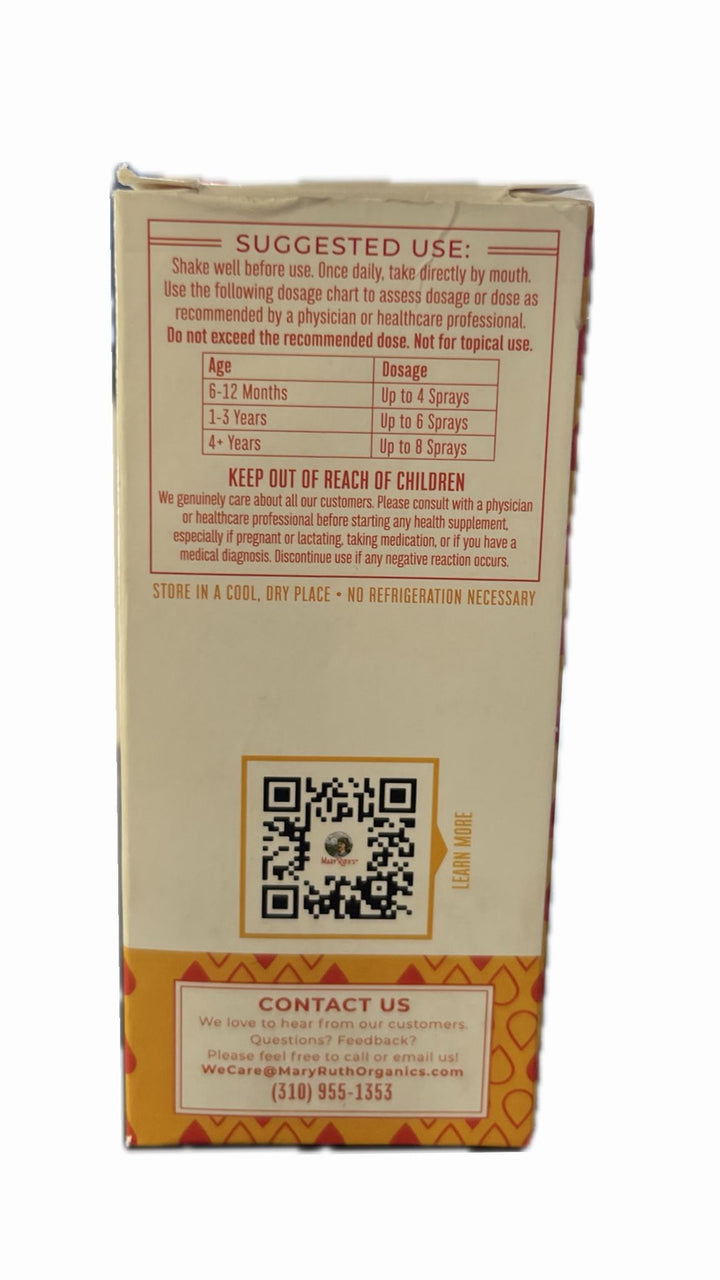 SUGGESTED USE:
Shake well before use. Once daily, take directly by mouth.
Use the following dosage chart to assess dosage or dose as
recommended by a physician or healthcare professional.
Do not exceed the recommended dose. Not for topical use.
Age Dosage
6-12 Months Up to 4 Sprays
1-3 Years Up to 6 Sprays
4+ Years Up to 8 Sprays
KEEP OUT OF REACH OF CHILDREN
We genuinely care about all our customers. Please consult with a physician
or healthcare professional before starting any health supplement,
especially if pregnant or lactating, taking medication, or if you have a
medical diagnosis. Discontinue use if any negative reaction occurs.
STORE IN A COOL, DRY PLACE • NO REFRIGERATION NECESSARY
MARY RUTH'S
LEARN MORE
CONTACT US
We love to hear from our customers.
Questions? Feedback?
Please feel free to call or email us!
WeCare@MaryRuthOrganics.com
(310) 955-1353